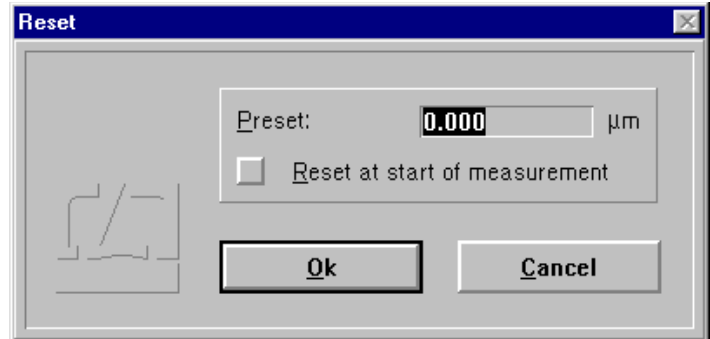 Reset
Preset: 0.000 µm
Reset at start of measurement
Ok Cancel